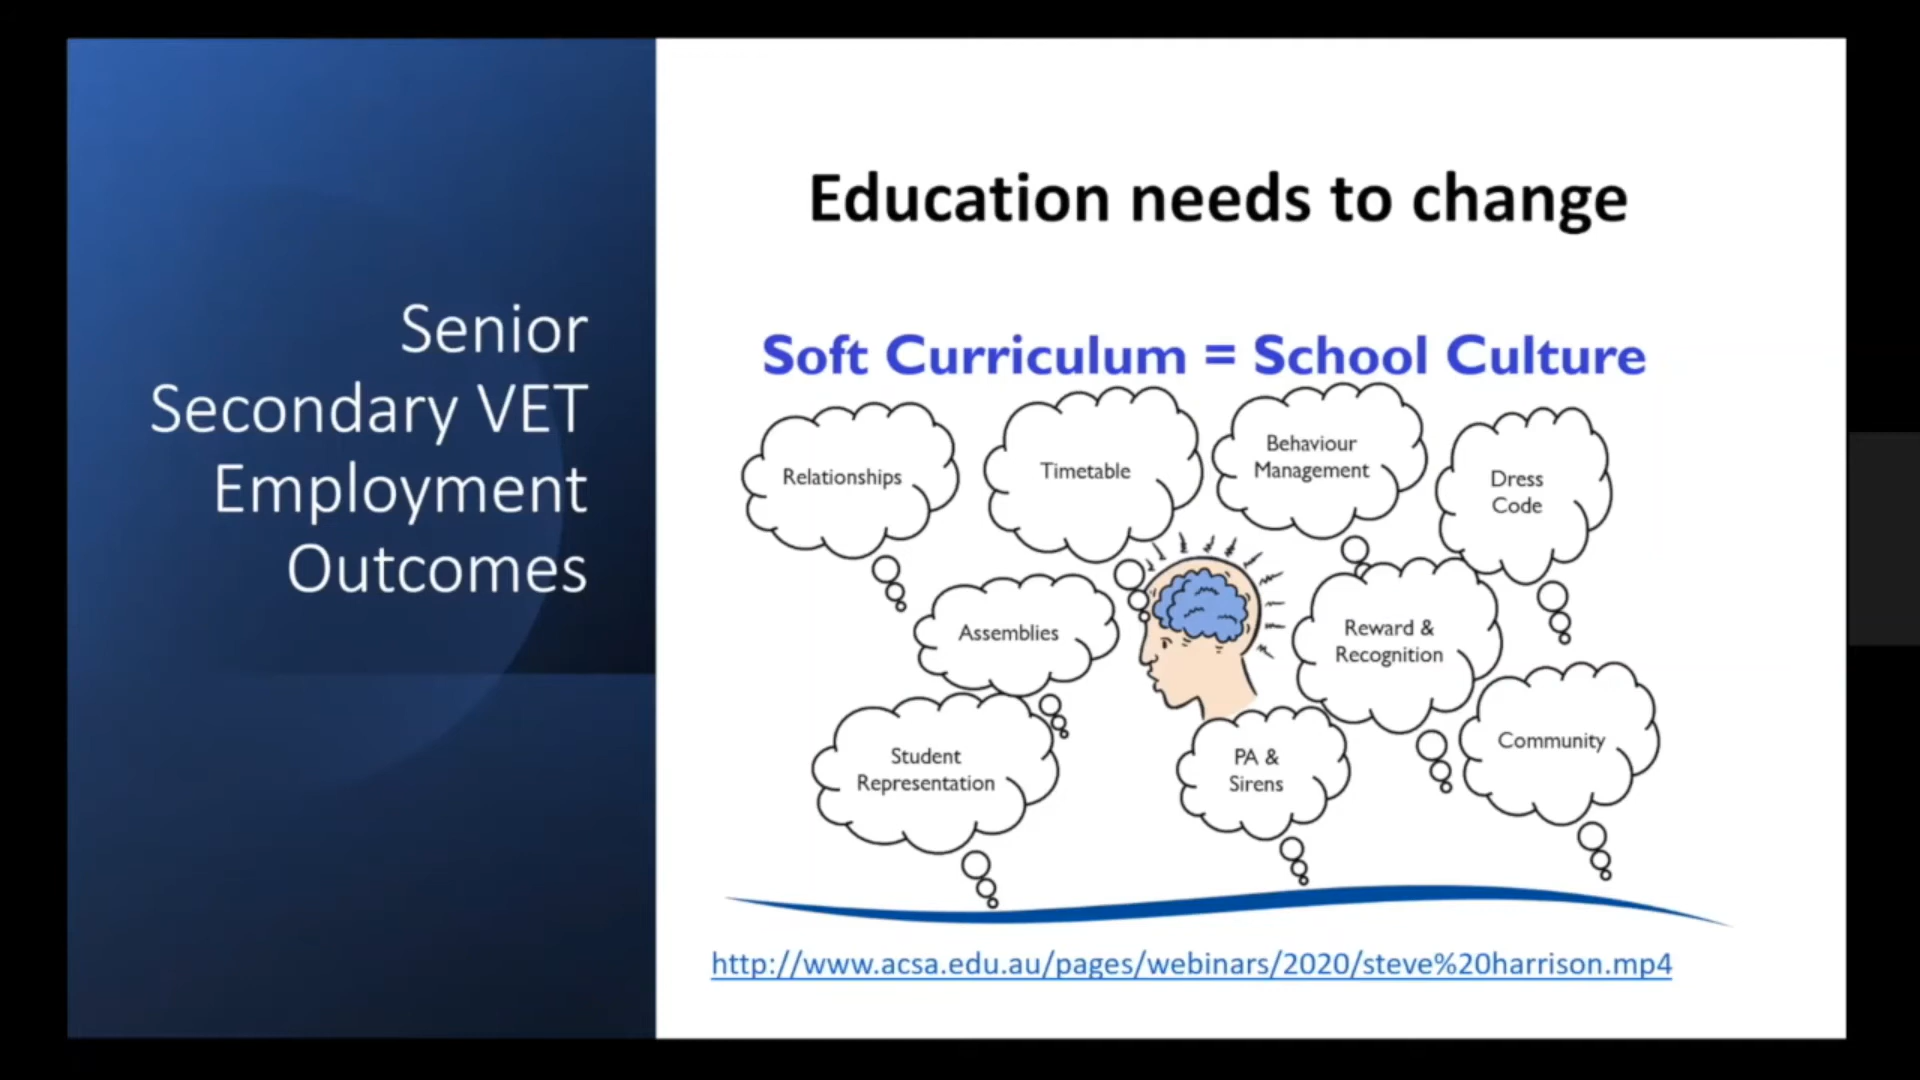 Senior
Secondary VET
Employment
Outcomes
Education needs to change
Soft Curriculum = School Culture
Relationships
Timetable
Behaviour
Management
Dress
Code
Assemblies
Reward &
Recognition
Student
Representation
PA &
Sirens
Community
http://www.acsa.edu.au/pages/webinars/2020/steve%20harrison.mp4